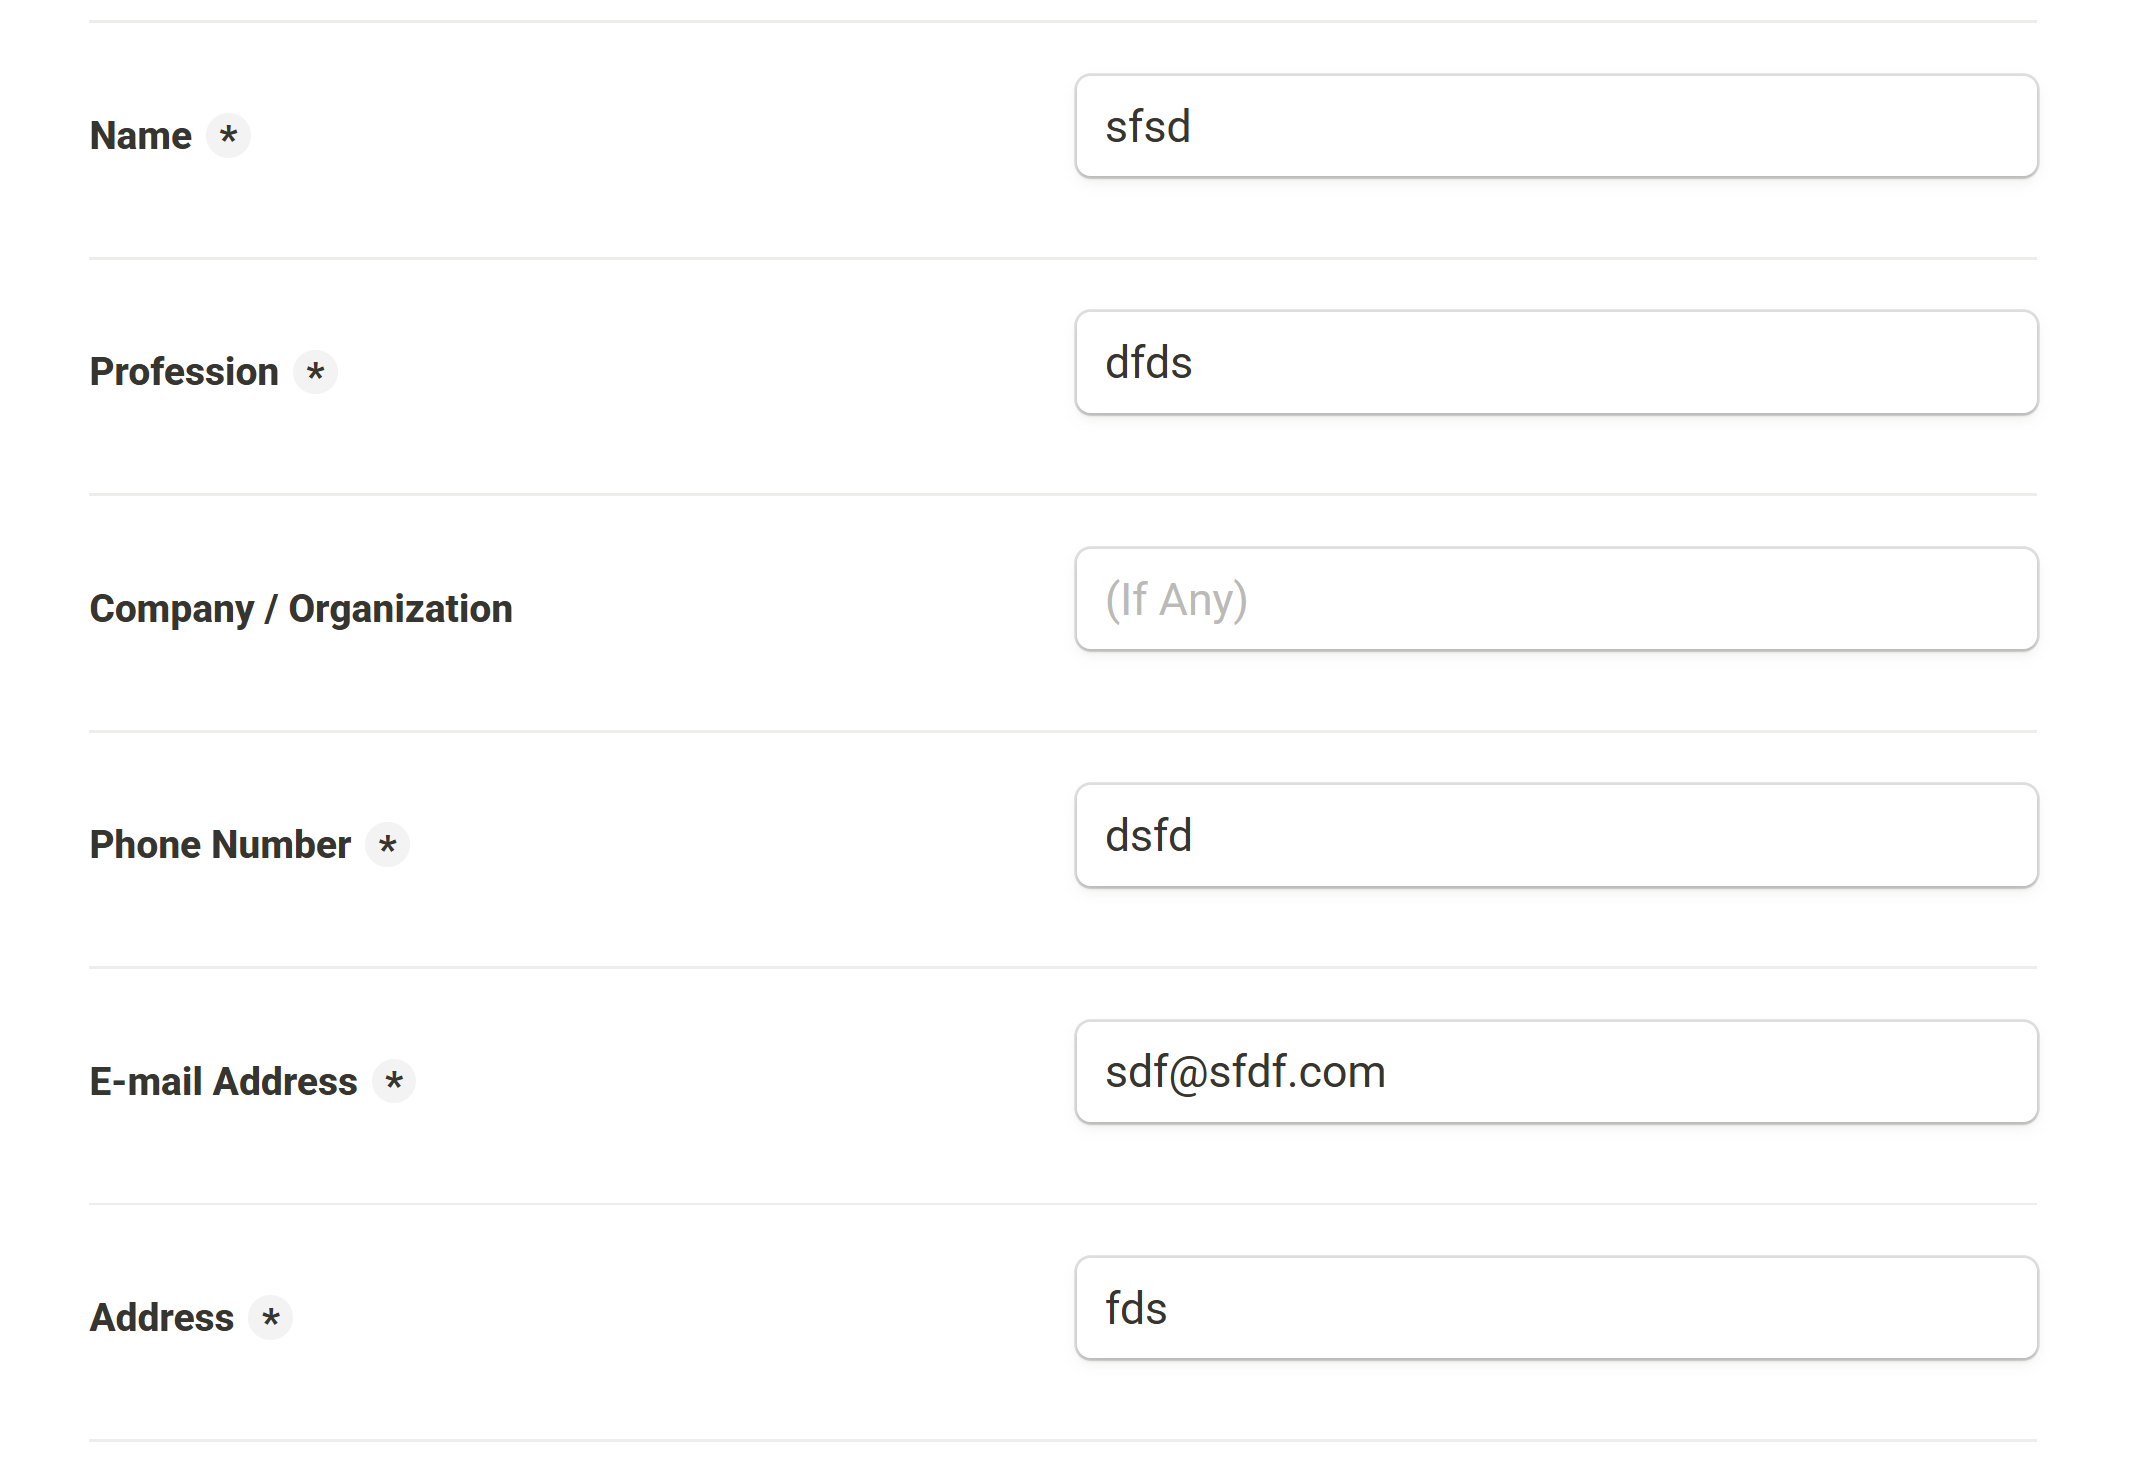 Name *
sfsd
Profession *
dfds
Company / Organization
(If Any)
Phone Number *
dsfd
E-mail Address *
sdf@sfdf.com
Address *
fds